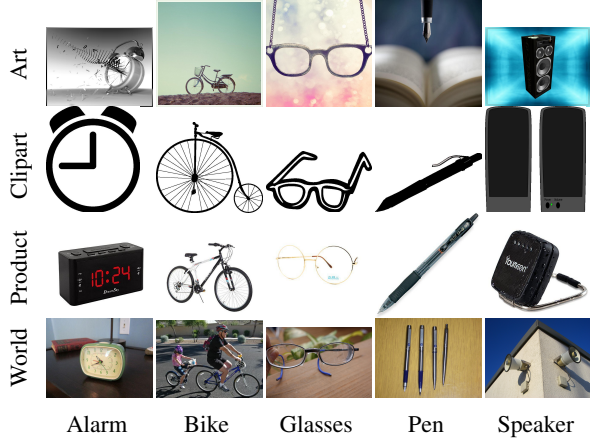 Art
Clipart
Product
10:24
World
Alarm
Bike
Glasses
Pen
Speaker